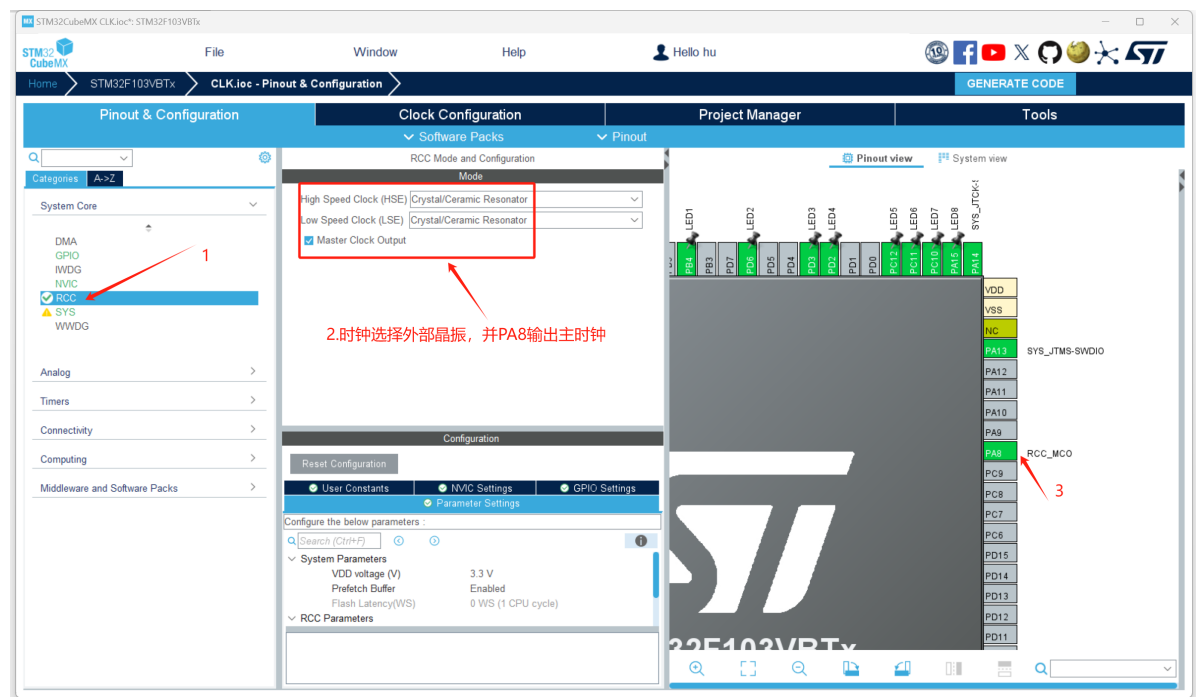 MX STM32CubeMX CLK.ioc*: STM32F103VBTx
STM32
CubeMX
File
Window
Help
Hello hu
10
Home
STM32F103VBTx
CLK.ioc - Pinout & Configuration
GENERATE CODE
Pinout & Configuration
Clock Configuration
Project Manager
Tools
Software Packs
Pinout
Categories
A->Z
System Core
DMA
GPIO
IWDG
NVIC
RCC
SYS
WWDG
Analog
Timers
Connectivity
Computing
Middleware and Software Packs
1
RCC Mode and Configuration
Mode
High Speed Clock (HSE) Crystal/Ceramic Resonator
Low Speed Clock (LSE) Crystal/Ceramic Resonator
Master Clock Output
2.时钟选择外部晶振，并PA8输出主时钟
Configuration
Reset Configuration
User Constants
NVIC Settings
GPIO Settings
Parameter Settings
Configure the below parameters :
Search (Ctrl+F)
System Parameters
VDD voltage (V) 3.3 V
Prefetch Buffer Enabled
Flash Latency(WS) 0 WS (1 CPU cycle)
RCC Parameters
Pinout view
System view
LED1
LED2
LED3
LED4
LED5
LED6
LED7
LED8
SYS_JTCK-S
PB4
PB3
PD7
PD6
PD5
PD4
PD3
PD2
PD1
PD0
PC12
PC11
PC10
PA15
PA14
VDD
VSS
NC
PA13 SYS_JTMS-SWDIO
PA12
PA11
PA10
PA9
PA8 RCC_MCO
PC9
PC8
PC7
PC6
PD15
PD14
PD13
PD12
PD11
3
32F103VBTx